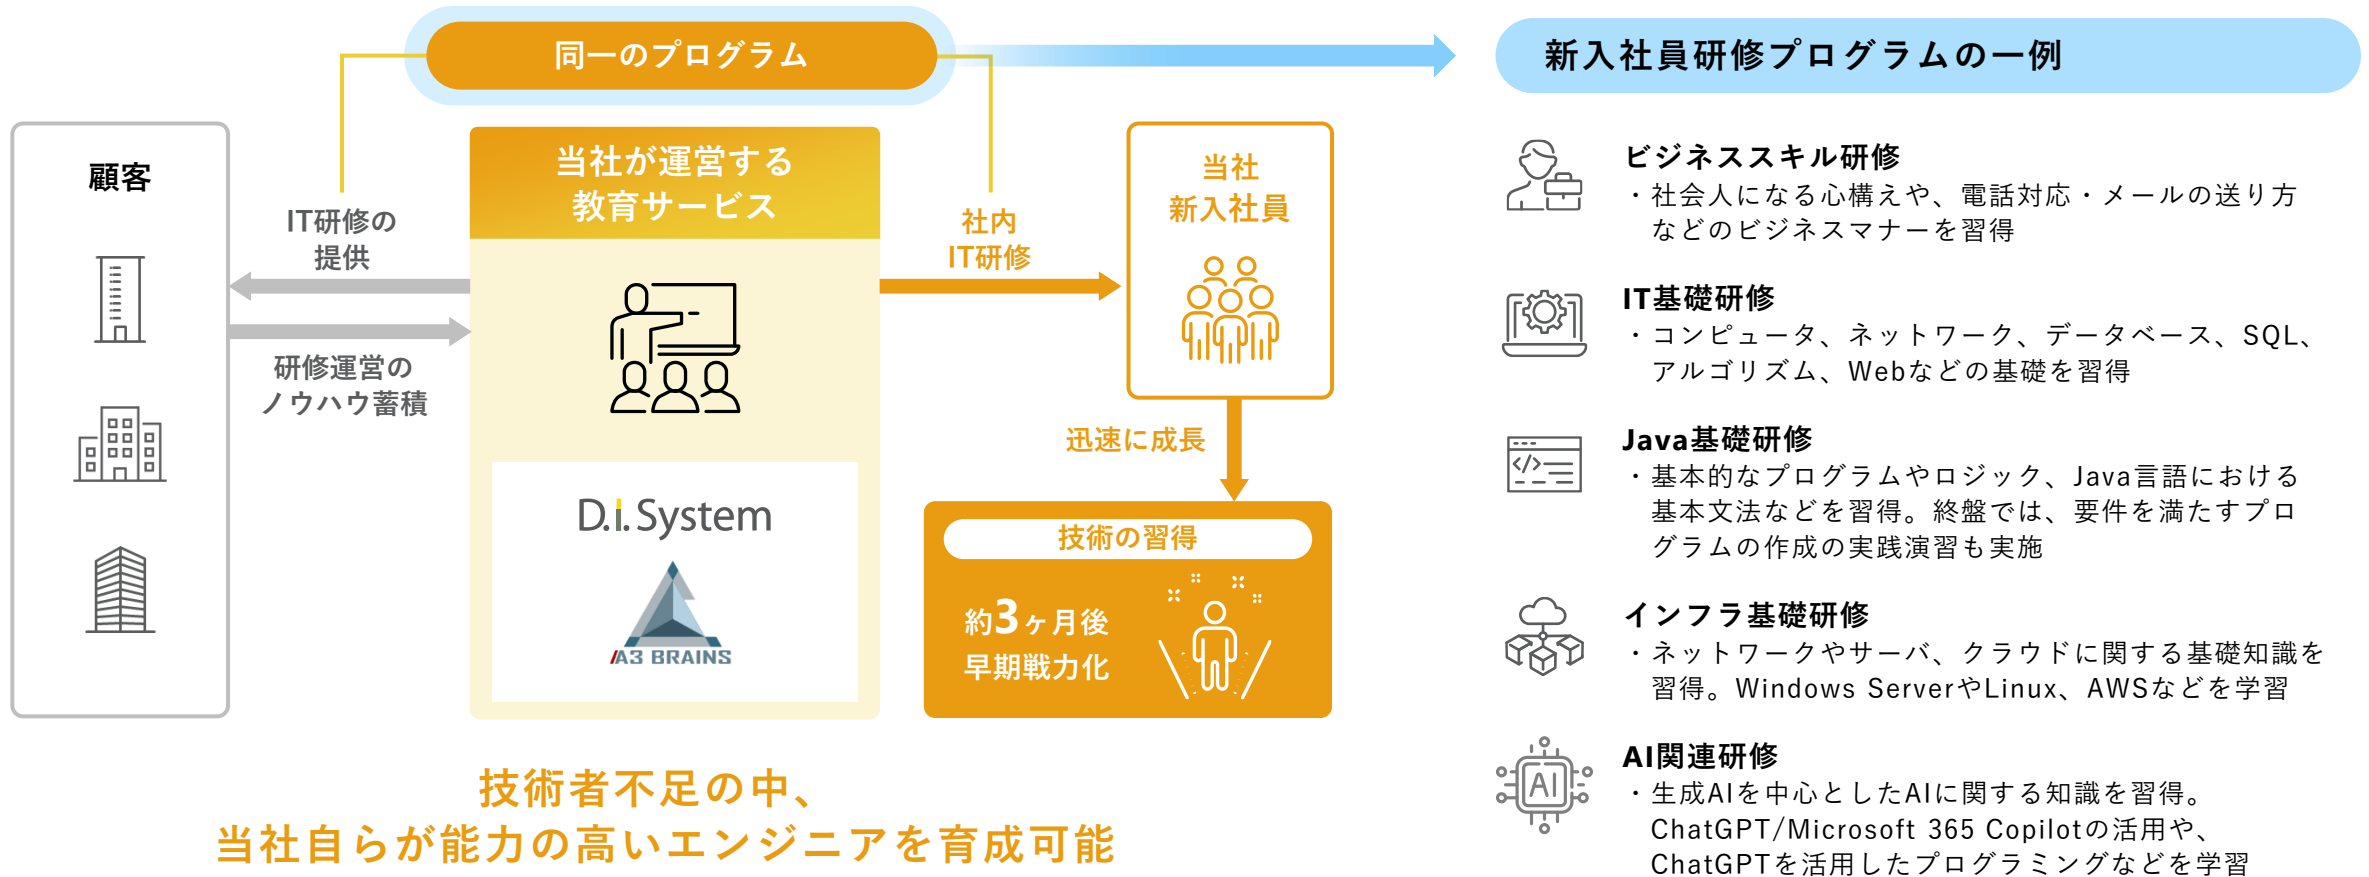 同一のプログラム
顧客
IT研修の
提供
研修運営の
ノウハウ蓄積
当社が運営する
教育サービス
D.I.System
A3 BRAINS
社内
IT研修
当社
新入社員
迅速に成長
技術の習得
約3ヶ月後
早期戦力化
技術者不足の中、
当社自らが能力の高いエンジニアを育成可能
新入社員研修プログラムの一例
ビジネススキル研修
・社会人になる心構えや、電話対応・メールの送り方
などのビジネスマナーを習得
IT基礎研修
・コンピュータ、ネットワーク、データベース、SQL、
アルゴリズム、Webなどの基礎を習得
Java基礎研修
・基本的なプログラムやロジック、Java言語における
基本文法などを習得。終盤では、要件を満たすプロ
グラムの作成の実践演習も実施
インフラ基礎研修
・ネットワークやサーバ、クラウドに関する基礎知識を
習得。Windows ServerやLinux、AWSなどを学習
AI
AI関連研修
・生成AIを中心としたAIに関する知識を習得。
ChatGPT/Microsoft 365 Copilotの活用や、
ChatGPTを活用したプログラミングなどを学習